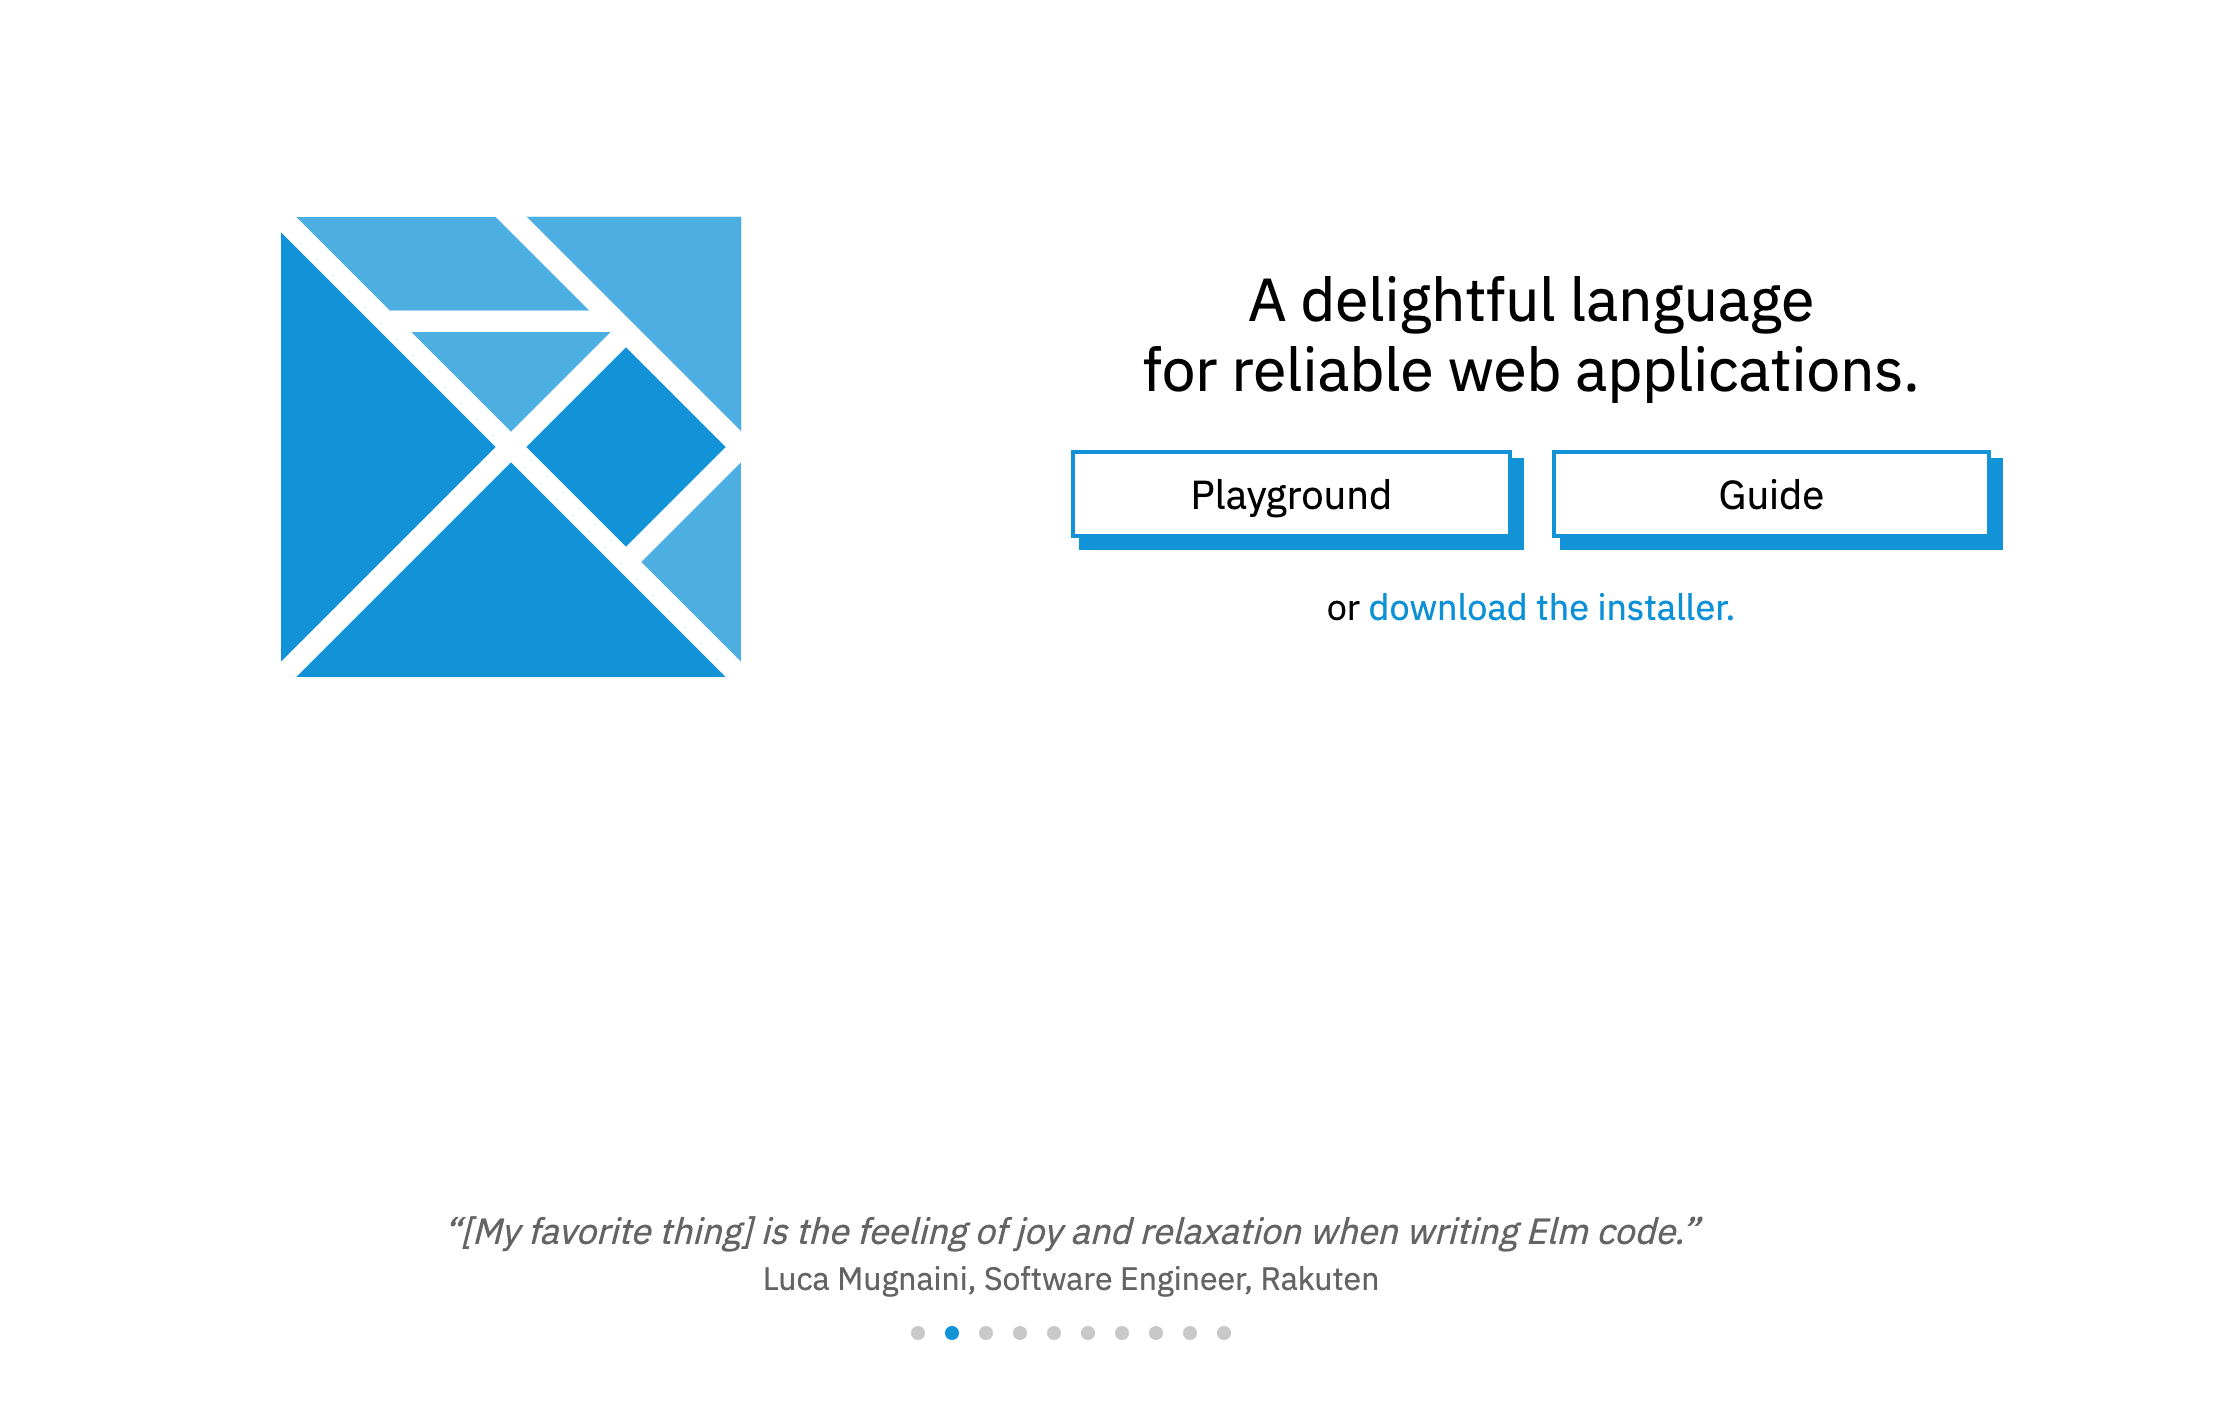 A delightful language
for reliable web applications.
Playground
Guide
or download the installer.
“[My favorite thing] is the feeling of joy and relaxation when writing Elm code.”
Luca Mugnaini, Software Engineer, Rakuten